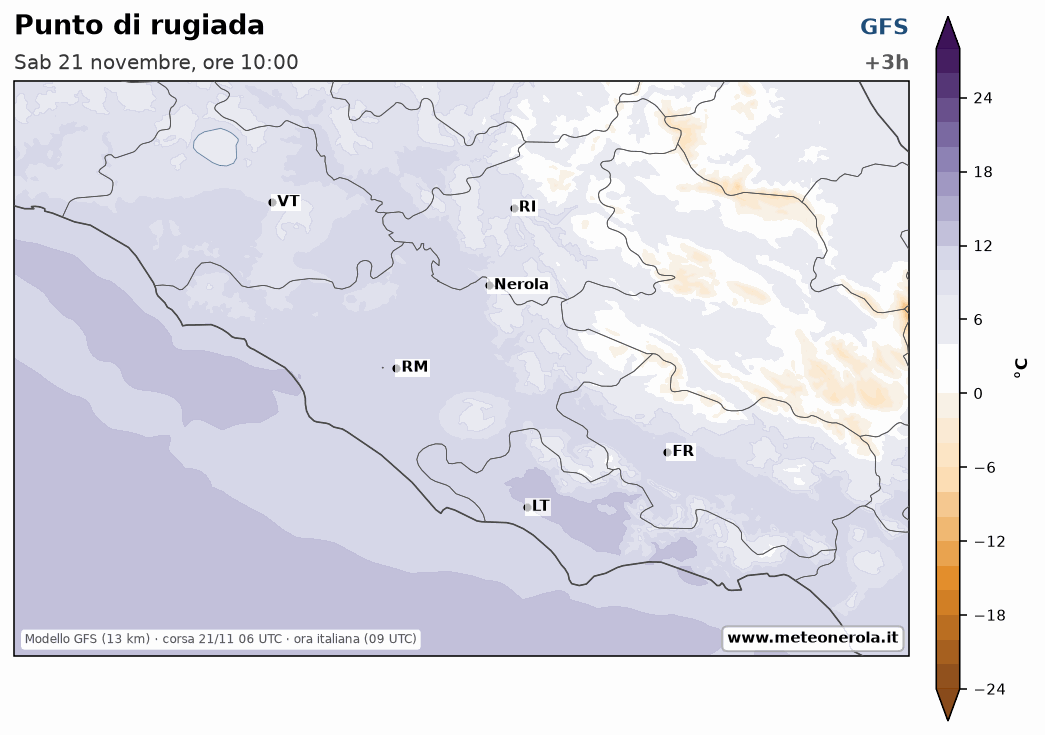 Punto di rugiada
GFS
Sab 21 novembre, ore 10:00
+3h
VT
RI
Nerola
RM
FR
LT
Modello GFS (13 km) · corsa 21/11 06 UTC · ora italiana (09 UTC)
www.meteonerola.it
24
18
12
6
0
−6
−12
−18
−24
°C